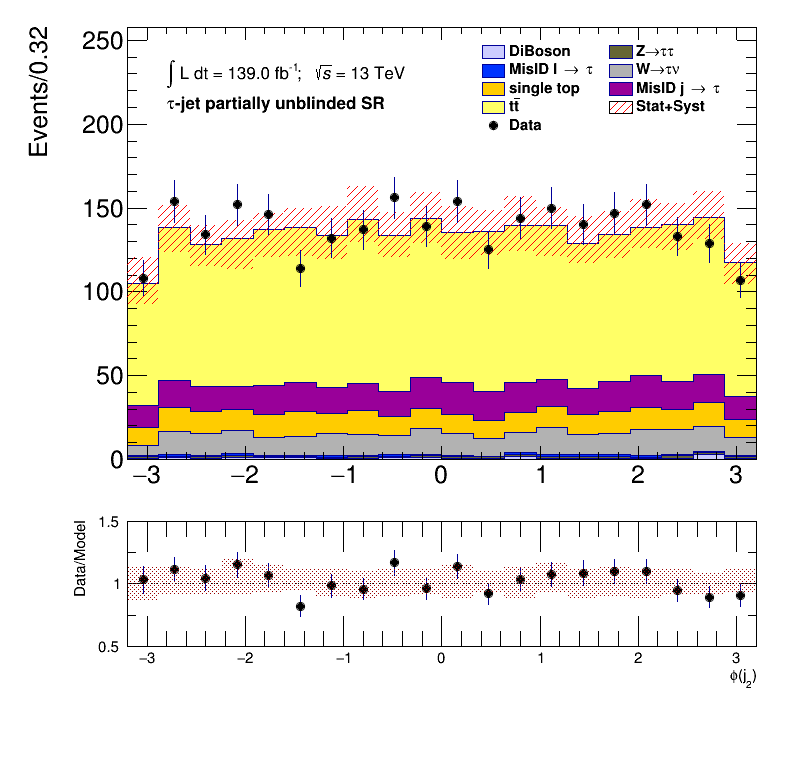 Events/0.32
250
200
150
100
50
0
∫ L dt = 139.0 fb⁻¹; √s = 13 TeV
τ-jet partially unblinded SR
DiBoson
MisID l → τ
single top
tt̄
Data
Z→ττ
W→τν
MisID j → τ
Stat+Syst
−3 −2 −1 0 1 2 3
Data/Model
1.5
1
0.5
−3 −2 −1 0 1 2 3
ϕ(j₂)